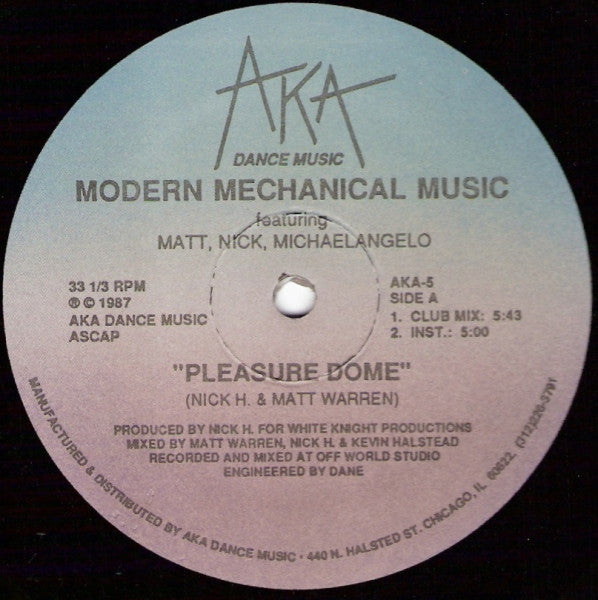 AKA
DANCE MUSIC
MODERN MECHANICAL MUSIC
featuring
MATT, NICK, MICHAELANGELO
33 1/3 RPM
℗ © 1987
AKA DANCE MUSIC
ASCAP
AKA-5
SIDE A
1. CLUB MIX: 5:43
2. INST.: 5:00
"PLEASURE DOME"
(NICK H. & MATT WARREN)
PRODUCED BY NICK H. FOR WHITE KNIGHT PRODUCTIONS
MIXED BY MATT WARREN, NICK H. & KEVIN HALSTEAD
RECORDED AND MIXED AT OFF WORLD STUDIO
ENGINEERED BY DANE
MANUFACTURED & DISTRIBUTED BY AKA DANCE MUSIC • 440 N. HALSTED ST. CHICAGO, IL 60622. (312)226-3791